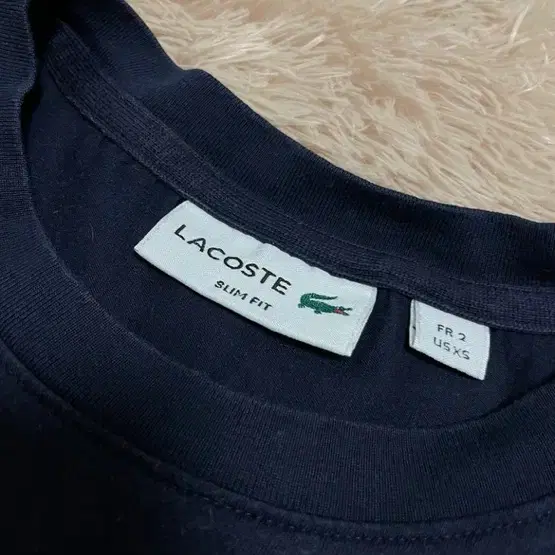 LACOSTE
SLIM FIT
FR 2
US XS